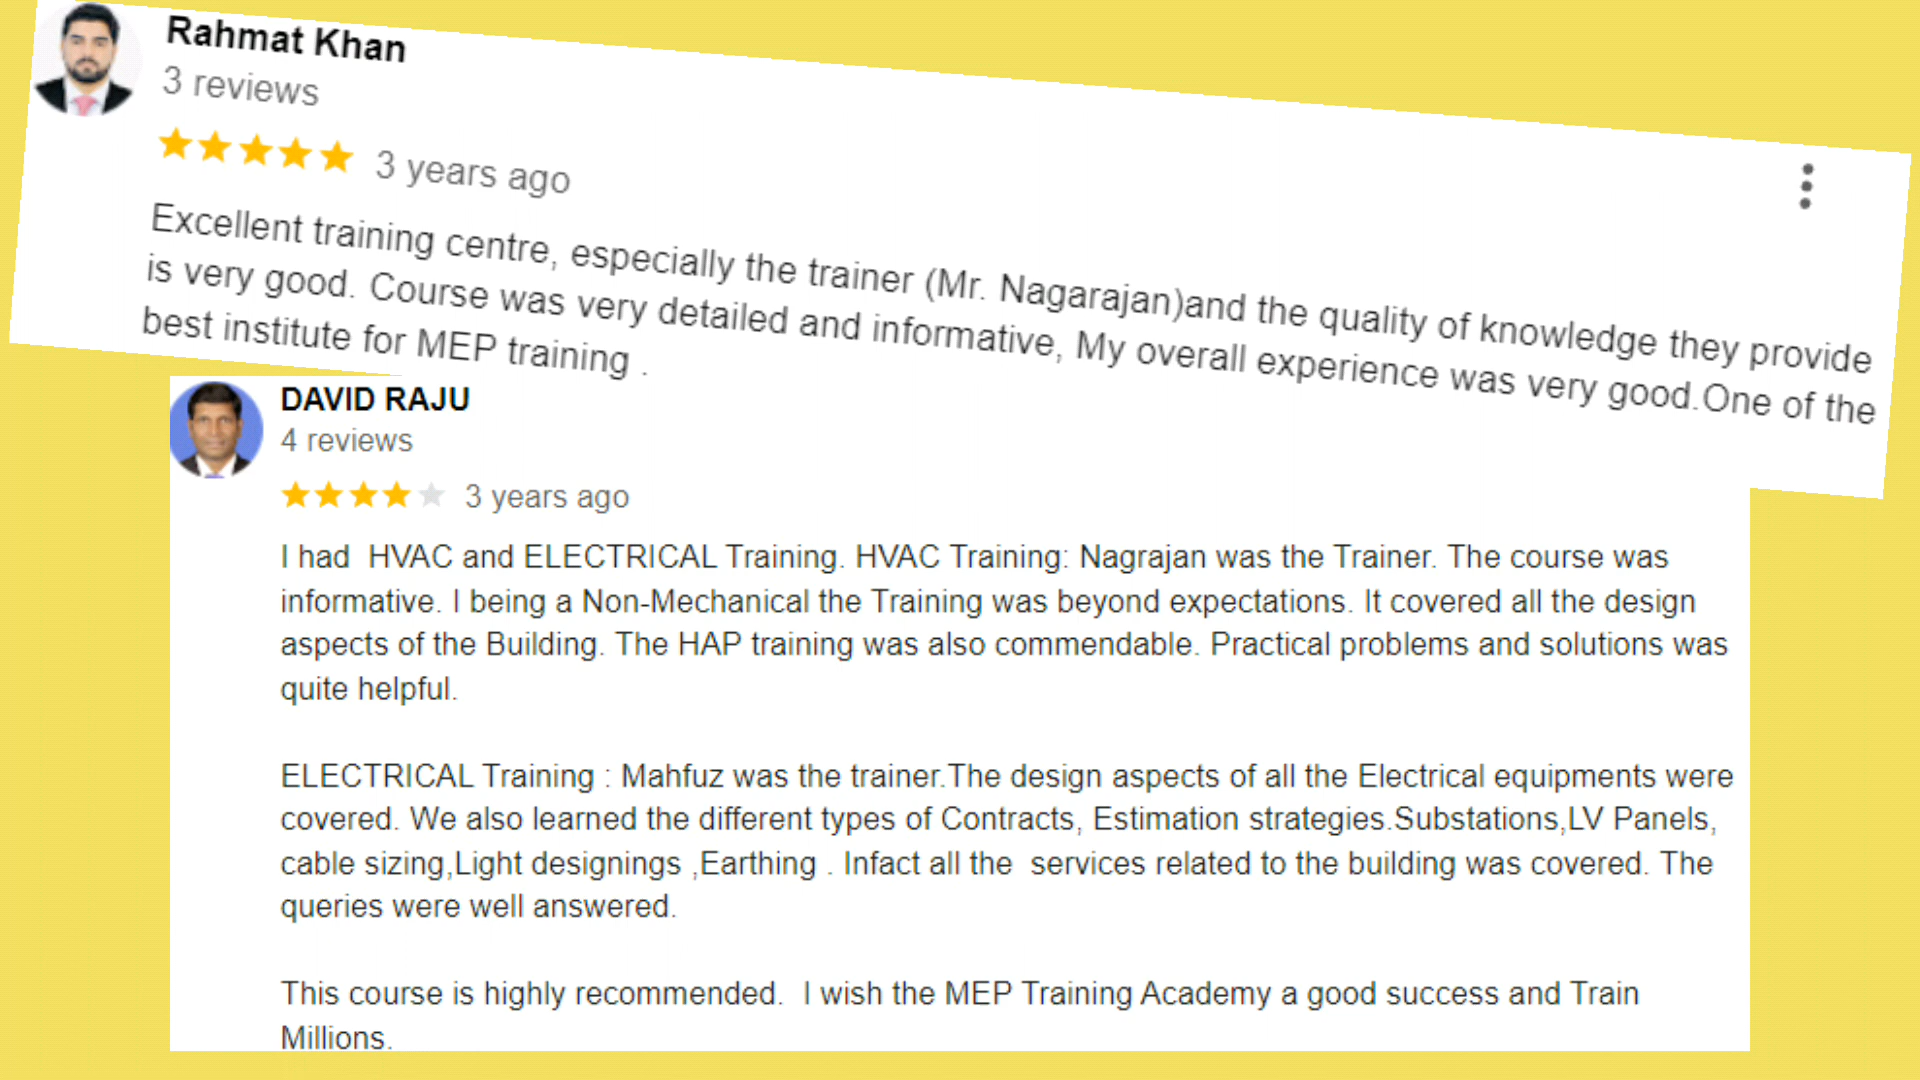 Rahmat Khan
3 reviews
3 years ago
Excellent training centre, especially the trainer (Mr. Nagarajan)and the quality of knowledge they provide
is very good. Course was very detailed and informative, My overall experience was very good.One of the
best institute for MEP training .
DAVID RAJU
4 reviews
3 years ago
I had  HVAC and ELECTRICAL Training. HVAC Training: Nagrajan was the Trainer. The course was
informative. I being a Non-Mechanical the Training was beyond expectations. It covered all the design
aspects of the Building. The HAP training was also commendable. Practical problems and solutions was
quite helpful.
ELECTRICAL Training : Mahfuz was the trainer.The design aspects of all the Electrical equipments were
covered. We also learned the different types of Contracts, Estimation strategies.Substations,LV Panels,
cable sizing,Light designings ,Earthing . Infact all the  services related to the building was covered. The
queries were well answered.
This course is highly recommended.  I wish the MEP Training Academy a good success and Train
Millions.